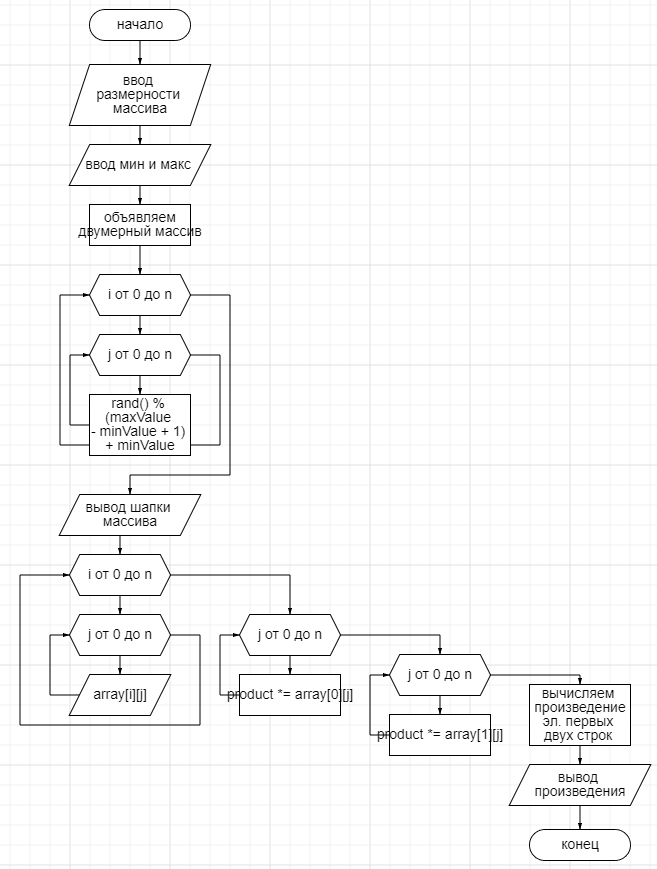 начало
ввод
размерности
массива
ввод мин и макс
объявляем
двумерный массив
i от 0 до n
j от 0 до n
rand() %
(maxValue
- minValue + 1)
+ minValue
вывод шапки
массива
i от 0 до n
j от 0 до n
array[i][j]
j от 0 до n
product *= array[0][j]
j от 0 до n
product *= array[1][j]
вычисляем
произведение
эл. первых
двух строк
вывод
произведения
конец